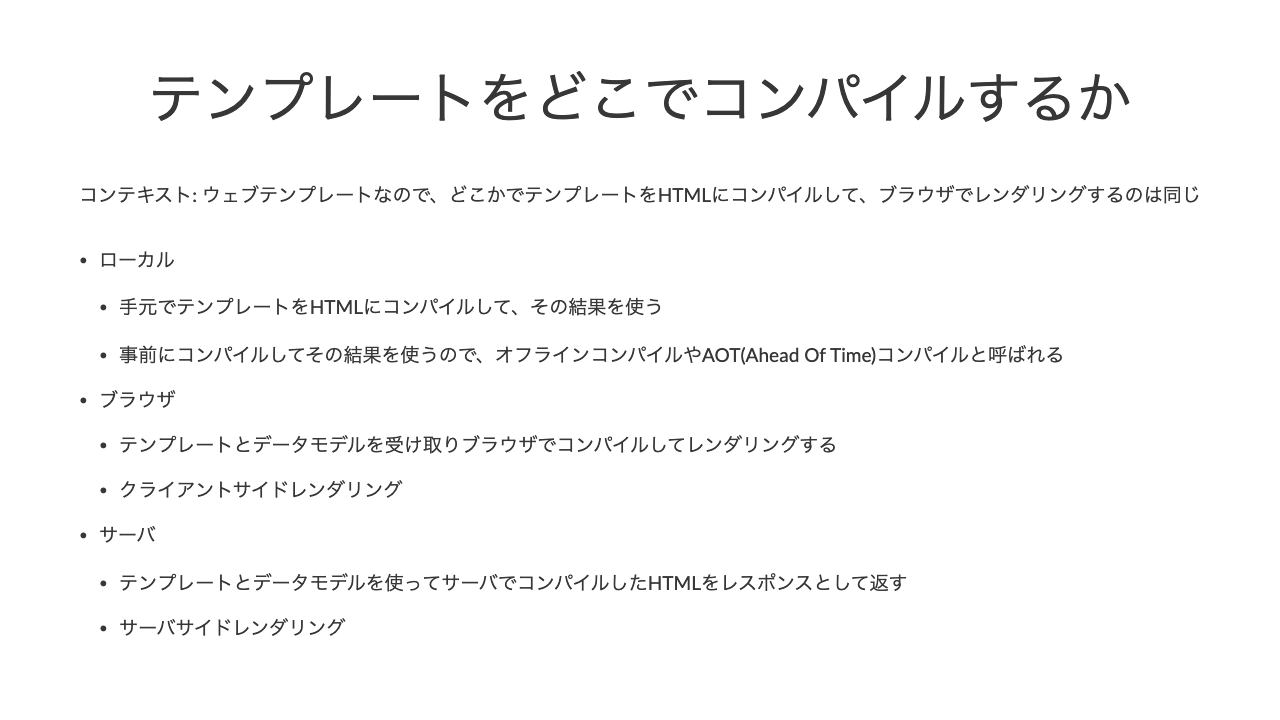 テンプレートをどこでコンパイルするか
コンテキスト: ウェブテンプレートなので、どこかでテンプレートをHTMLにコンパイルして、ブラウザでレンダリングするのは同じ
• ローカル
• 手元でテンプレートをHTMLにコンパイルして、その結果を使う
• 事前にコンパイルしてその結果を使うので、オフラインコンパイルやAOT(Ahead Of Time)コンパイルと呼ばれる
• ブラウザ
• テンプレートとデータモデルを受け取りブラウザでコンパイルしてレンダリングする
• クライアントサイドレンダリング
• サーバ
• テンプレートとデータモデルを使ってサーバでコンパイルしたHTMLをレスポンスとして返す
• サーバサイドレンダリング